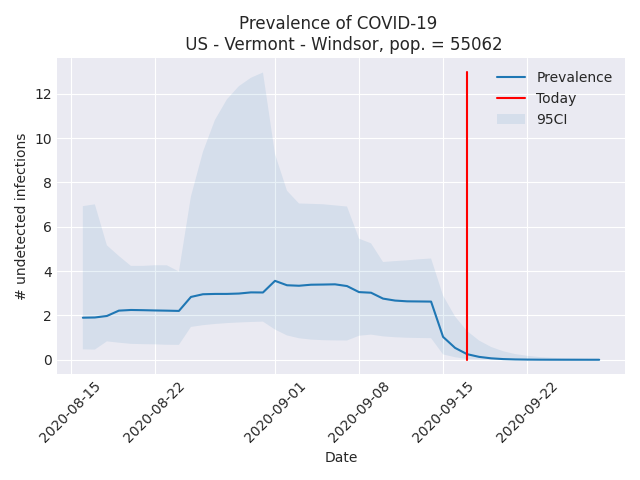 Prevalence of COVID-19
US - Vermont - Windsor, pop. = 55062
Prevalence
Today
95CI
# undetected infections
12
10
8
6
4
2
0
2020-08-15
2020-08-22
2020-09-01
2020-09-08
2020-09-15
2020-09-22
Date